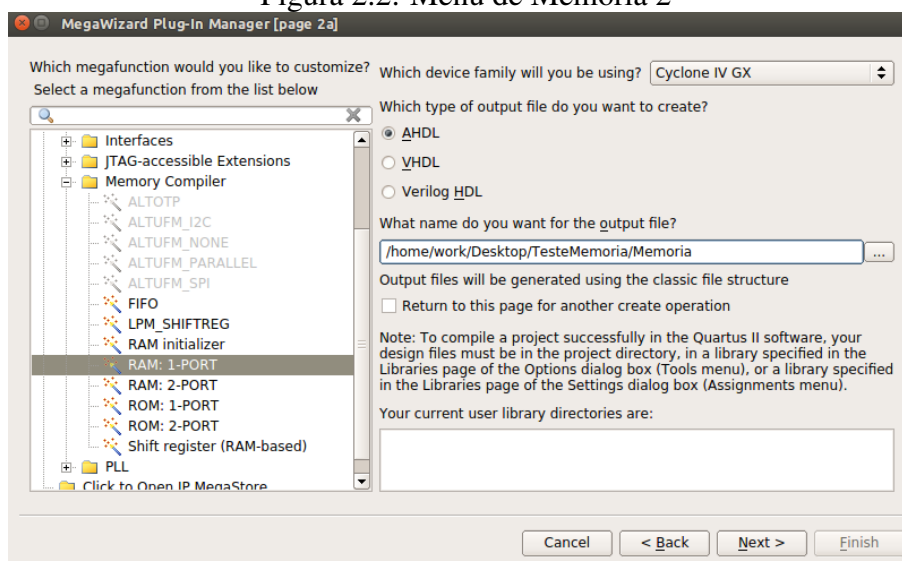 Figura 2.2: Menu de Memória 2
MegaWizard Plug-In Manager [page 2a]
Which megafunction would you like to customize?
Select a megafunction from the list below
Interfaces
JTAG-accessible Extensions
Memory Compiler
ALTOTP
ALTUFM_I2C
ALTUFM_NONE
ALTUFM_PARALLEL
ALTUFM_SPI
FIFO
LPM_SHIFTREG
RAM initializer
RAM: 1-PORT
RAM: 2-PORT
ROM: 1-PORT
ROM: 2-PORT
Shift register (RAM-based)
PLL
Click to Open IP MegaStore
Which device family will you be using? Cyclone IV GX
Which type of output file do you want to create?
AHDL
VHDL
Verilog HDL
What name do you want for the output file?
/home/work/Desktop/TesteMemoria/Memoria ...
Output files will be generated using the classic file structure
Return to this page for another create operation
Note: To compile a project successfully in the Quartus II software, your
design files must be in the project directory, in a library specified in the
Libraries page of the Options dialog box (Tools menu), or a library specified
in the Libraries page of the Settings dialog box (Assignments menu).
Your current user library directories are:
Cancel < Back Next > Finish